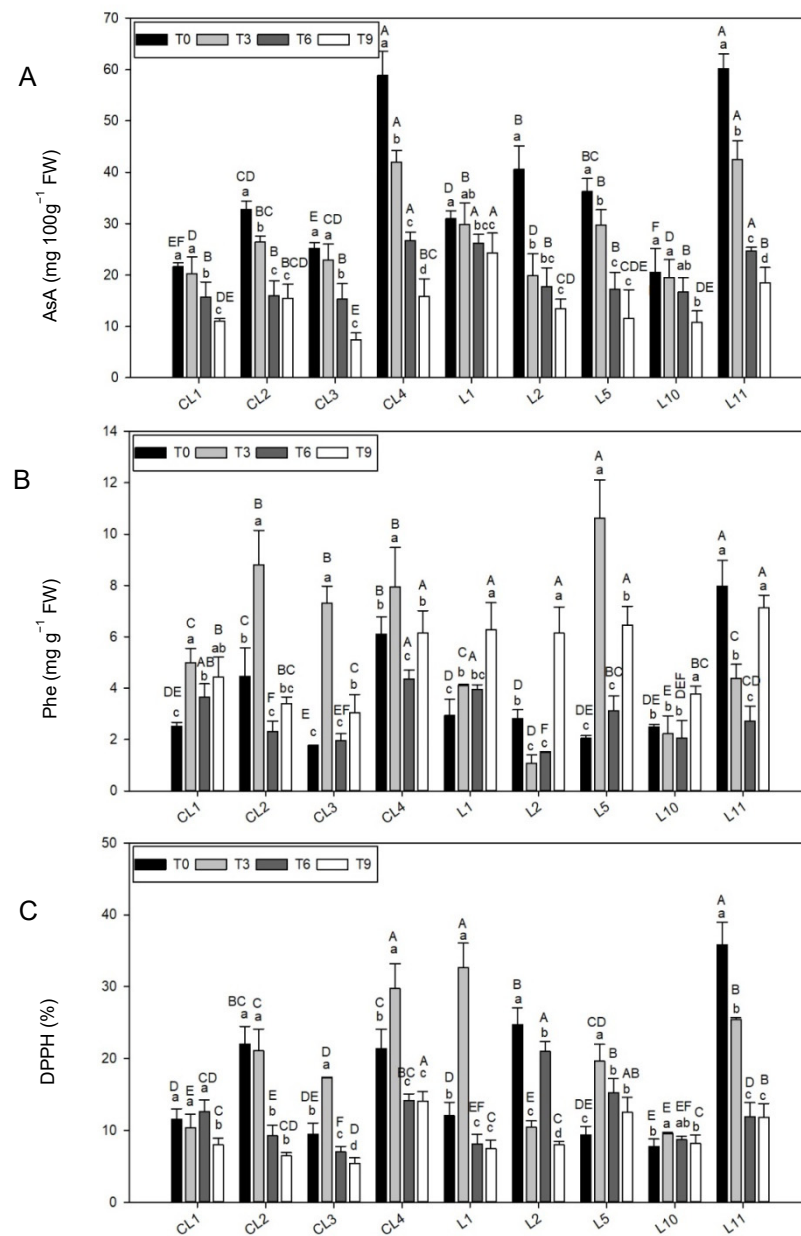 A
AsA (mg 100g⁻¹ FW)
70
60
50
40
30
20
10
0
T0 T3 T6 T9
EF D B DE
a a b c
CD BC B BCD
a b c c
E CD B E
a a b c
A A A BC
a b c d
D B A
a ab bcc c
B D B CD
a b bc c
BC B B CDE
a b c c
F D B DE
a a ab b
A A A B
a b c d
CL1 CL2 CL3 CL4 L1 L2 L5 L10 L11
B
Phe (mg g⁻¹ FW)
14
12
10
8
6
4
2
0
T0 T3 T6 T9
DE C AB B
c a b ab
C B F BC
b a c bc
E B EF C
c a c b
B B A A
b a c b
D C A A
c b bc a
D D F A
b c c a
DE A BC A
c a c b
DE E DEF BC
b b b a
A C CD A
a b c a
CL1 CL2 CL3 CL4 L1 L2 L5 L10 L11
C
DPPH (%)
50
40
30
20
10
0
T0 T3 T6 T9
D E CD C
a a a b
BC C E CD
a a b b
DE D F D
b a c d
C A BC A
b a c c
D A EF C
b a c c
B E A C
a c b d
DE CD B AB
c a b b
E E EF C
b a ab b
A B D B
a b c c
CL1 CL2 CL3 CL4 L1 L2 L5 L10 L11